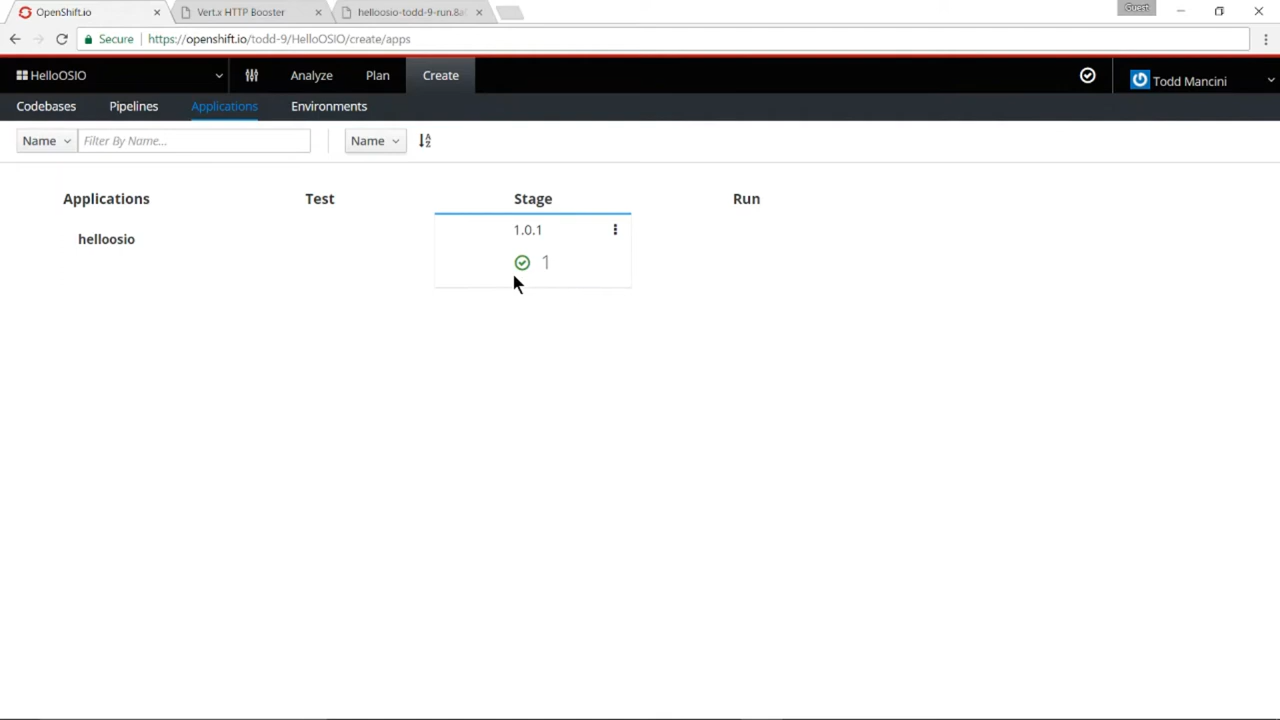 OpenShift.io
Vert.x HTTP Booster
helloosio-todd-9-run.8a
Guest
Secure
https://openshift.io/todd-9/HelloOSIO/create/apps
HelloOSIO
Analyze
Plan
Create
Todd Mancini
Codebases
Pipelines
Applications
Environments
Name
Filter By Name...
Name
Applications
Test
Stage
Run
helloosio
1.0.1
1